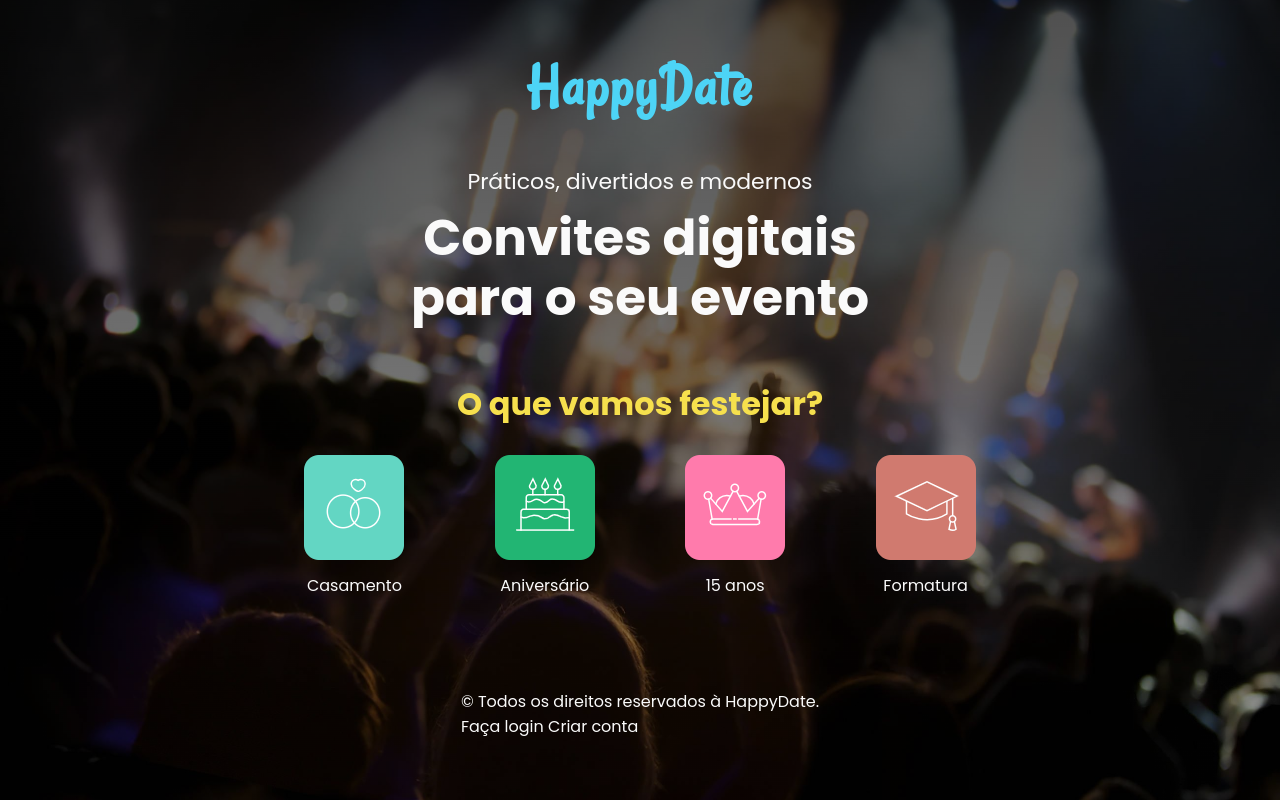 HappyDate
Práticos, divertidos e modernos
Convites digitais
para o seu evento
O que vamos festejar?
Casamento
Aniversário
15 anos
Formatura
© Todos os direitos reservados à HappyDate.
Faça login Criar conta